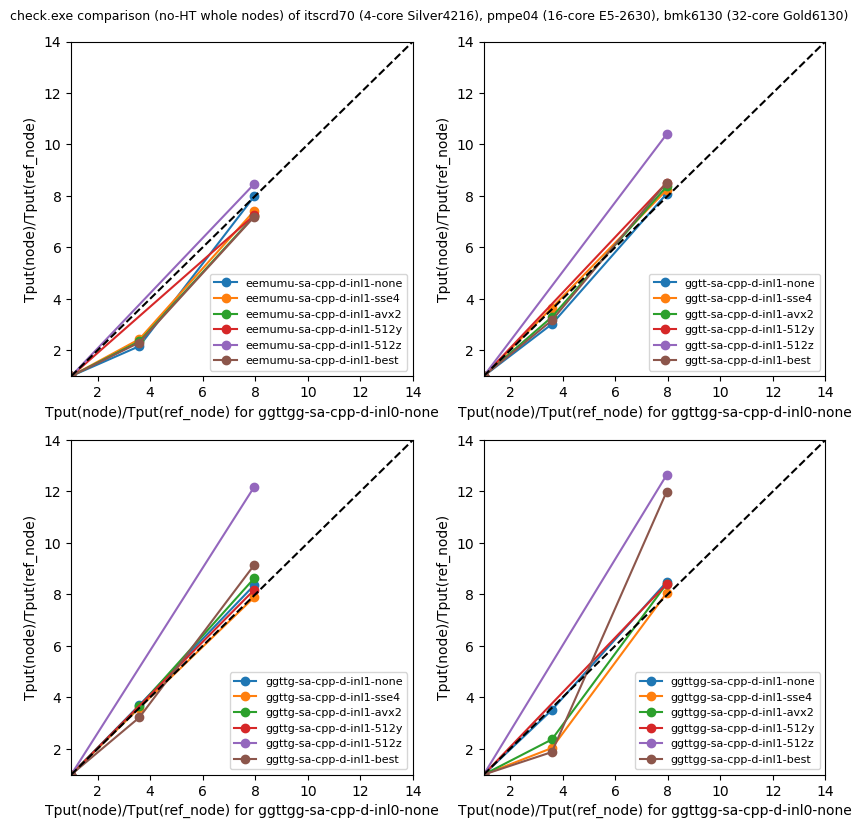 check.exe comparison (no-HT whole nodes) of itscrd70 (4-core Silver4216), pmpe04 (16-core E5-2630), bmk6130 (32-core Gold6130)
14
12
10
8
6
4
2
Tput(node)/Tput(ref_node)
eemumu-sa-cpp-d-inl1-none
eemumu-sa-cpp-d-inl1-sse4
eemumu-sa-cpp-d-inl1-avx2
eemumu-sa-cpp-d-inl1-512y
eemumu-sa-cpp-d-inl1-512z
eemumu-sa-cpp-d-inl1-best
2 4 6 8 10 12 14
Tput(node)/Tput(ref_node) for ggttgg-sa-cpp-d-inl0-none
14
12
10
8
6
4
2
Tput(node)/Tput(ref_node)
ggtt-sa-cpp-d-inl1-none
ggtt-sa-cpp-d-inl1-sse4
ggtt-sa-cpp-d-inl1-avx2
ggtt-sa-cpp-d-inl1-512y
ggtt-sa-cpp-d-inl1-512z
ggtt-sa-cpp-d-inl1-best
2 4 6 8 10 12 14
Tput(node)/Tput(ref_node) for ggttgg-sa-cpp-d-inl0-none
14
12
10
8
6
4
2
Tput(node)/Tput(ref_node)
ggttg-sa-cpp-d-inl1-none
ggttg-sa-cpp-d-inl1-sse4
ggttg-sa-cpp-d-inl1-avx2
ggttg-sa-cpp-d-inl1-512y
ggttg-sa-cpp-d-inl1-512z
ggttg-sa-cpp-d-inl1-best
2 4 6 8 10 12 14
Tput(node)/Tput(ref_node) for ggttgg-sa-cpp-d-inl0-none
14
12
10
8
6
4
2
Tput(node)/Tput(ref_node)
ggttgg-sa-cpp-d-inl1-none
ggttgg-sa-cpp-d-inl1-sse4
ggttgg-sa-cpp-d-inl1-avx2
ggttgg-sa-cpp-d-inl1-512y
ggttgg-sa-cpp-d-inl1-512z
ggttgg-sa-cpp-d-inl1-best
2 4 6 8 10 12 14
Tput(node)/Tput(ref_node) for ggttgg-sa-cpp-d-inl0-none